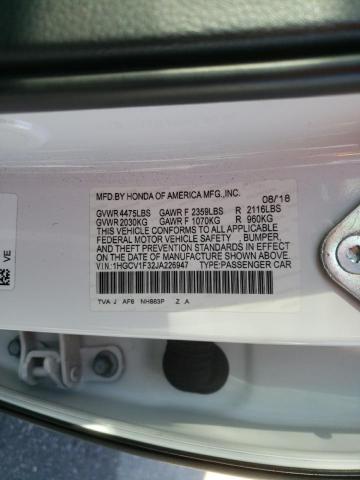 MFD.BY HONDA OF AMERICA MFG.,INC. 08/18
GVWR 4475LBS GAWR F 2359LBS R 2116LBS
GVWR 2030KG GAWR F 1070KG R 960KG
THIS VEHICLE CONFORMS TO ALL APPLICABLE
FEDERAL MOTOR VEHICLE SAFETY , BUMPER,
AND THEFT PREVENTION STANDARDS IN EFFECT
ON THE DATE OF MANUFACTURE SHOWN ABOVE.
V.I.N.:1HGCV1F32JA226947 TYPE:PASSENGER CAR
TVA J AF6 NH883P Z A
VE